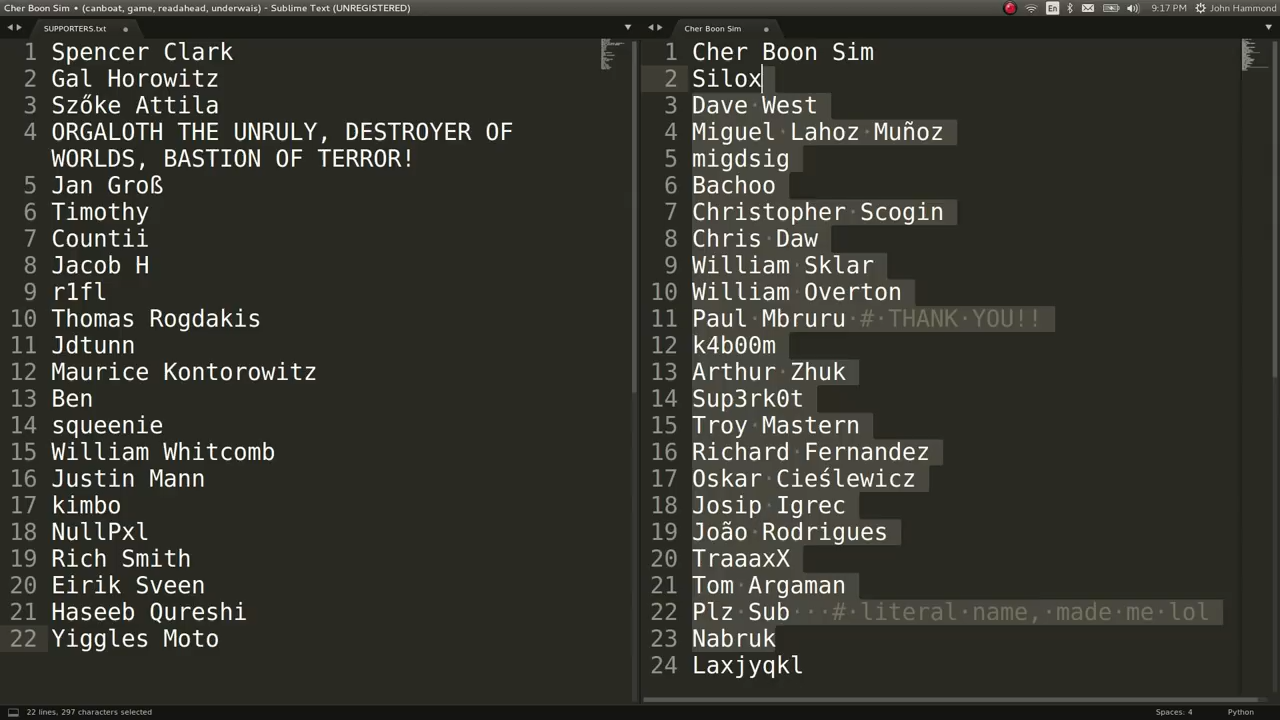 Cher Boon Sim • (canboat, game, readahead, underwais) - Sublime Text (UNREGISTERED)
En
9:17 PM
John Hammond
SUPPORTERS.txt
1 Spencer Clark
2 Gal Horowitz
3 Szőke Attila
4 ORGALOTH THE UNRULY, DESTROYER OF
WORLDS, BASTION OF TERROR!
5 Jan Groß
6 Timothy
7 Countii
8 Jacob H
9 r1fl
10 Thomas Rogdakis
11 Jdtunn
12 Maurice Kontorowitz
13 Ben
14 squeenie
15 William Whitcomb
16 Justin Mann
17 kimbo
18 NullPxl
19 Rich Smith
20 Eirik Sveen
21 Haseeb Qureshi
22 Yiggles Moto
Cher Boon Sim
1 Cher Boon Sim
2 Silox
3 Dave West
4 Miguel Lahoz Muñoz
5 migdsig
6 Bachoo
7 Christopher Scogin
8 Chris Daw
9 William Sklar
10 William Overton
11 Paul Mbruru # THANK YOU!!
12 k4b00m
13 Arthur Zhuk
14 Sup3rk0t
15 Troy Mastern
16 Richard Fernandez
17 Oskar Cieślewicz
18 Josip Igrec
19 João Rodrigues
20 TraaaxX
21 Tom Argaman
22 Plz Sub   # literal name, made me lol
23 Nabruk
24 Laxjyqkl
22 lines, 297 characters selected
Spaces: 4
Python